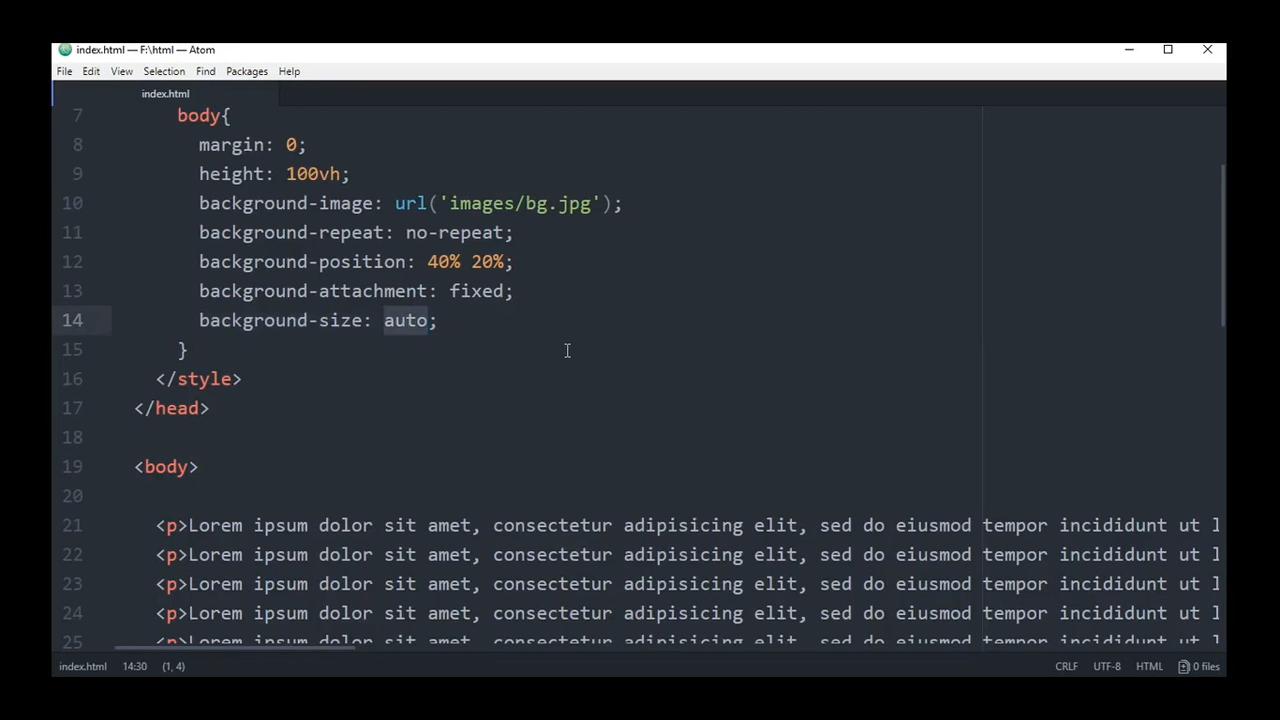 index.html — F:\html — Atom
File Edit View Selection Find Packages Help
index.html
7 body{
8 margin: 0;
9 height: 100vh;
10 background-image: url('images/bg.jpg');
11 background-repeat: no-repeat;
12 background-position: 40% 20%;
13 background-attachment: fixed;
14 background-size: auto;
15 }
16 </style>
17 </head>
18
19 <body>
20
21 <p>Lorem ipsum dolor sit amet, consectetur adipisicing elit, sed do eiusmod tempor incididunt ut l
22 <p>Lorem ipsum dolor sit amet, consectetur adipisicing elit, sed do eiusmod tempor incididunt ut l
23 <p>Lorem ipsum dolor sit amet, consectetur adipisicing elit, sed do eiusmod tempor incididunt ut l
24 <p>Lorem ipsum dolor sit amet, consectetur adipisicing elit, sed do eiusmod tempor incididunt ut l
25 <p>Lorem ipsum dolor sit amet, consectetur adipisicing elit, sed do eiusmod tempor incididunt ut l
index.html 14:30 (1, 4) CRLF UTF-8 HTML 0 files